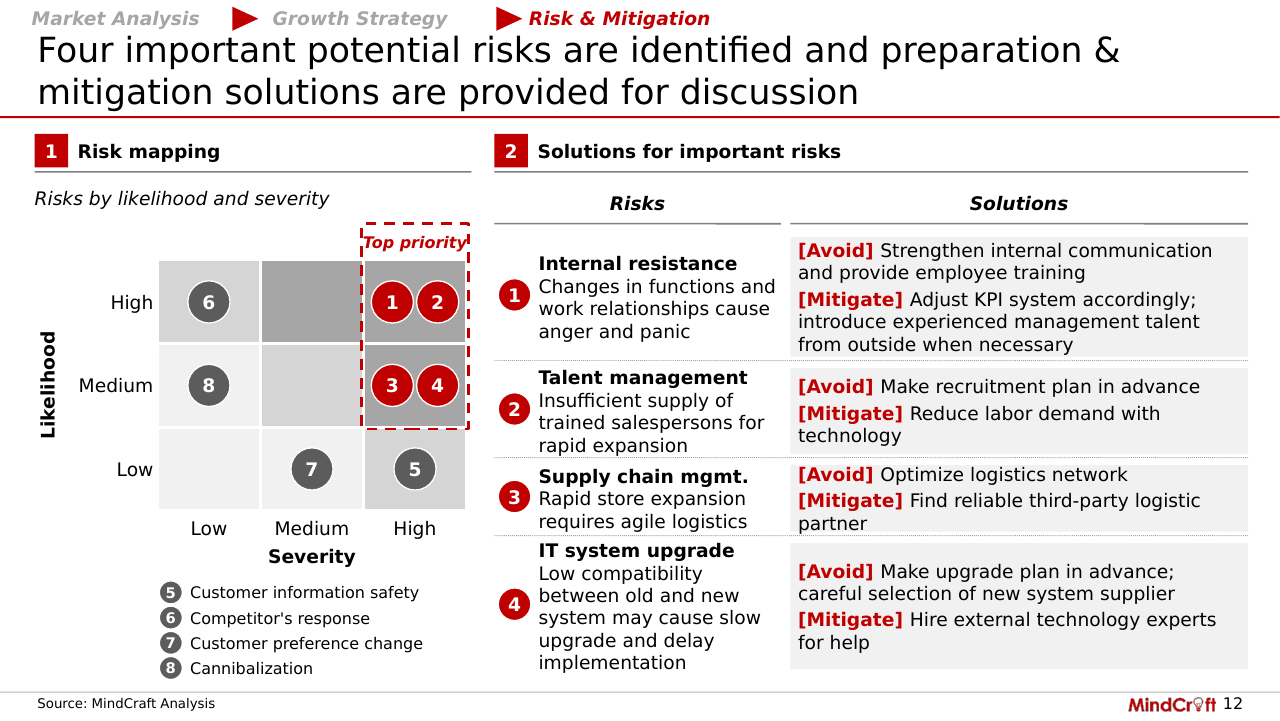 Market Analysis
Growth Strategy
Risk & Mitigation
Four important potential risks are identified and preparation &
mitigation solutions are provided for discussion
1 Risk mapping
Risks by likelihood and severity
Top priority
Likelihood
High
6
1 2
Medium
8
3 4
Low
7
5
Low
Medium
High
Severity
5 Customer information safety
6 Competitor's response
7 Customer preference change
8 Cannibalization
2 Solutions for important risks
Risks
Solutions
1
Internal resistance
Changes in functions and
work relationships cause
anger and panic
[Avoid] Strengthen internal communication
and provide employee training
[Mitigate] Adjust KPI system accordingly;
introduce experienced management talent
from outside when necessary
2
Talent management
Insufficient supply of
trained salespersons for
rapid expansion
[Avoid] Make recruitment plan in advance
[Mitigate] Reduce labor demand with
technology
3
Supply chain mgmt.
Rapid store expansion
requires agile logistics
[Avoid] Optimize logistics network
[Mitigate] Find reliable third-party logistic
partner
4
IT system upgrade
Low compatibility
between old and new
system may cause slow
upgrade and delay
implementation
[Avoid] Make upgrade plan in advance;
careful selection of new system supplier
[Mitigate] Hire external technology experts
for help
Source: MindCraft Analysis
MindCraft 12